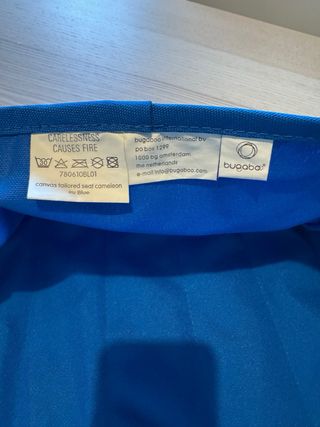 CARELESSNESS
CAUSES FIRE
780610BL01
canvas tailored seat cameleon
Blue
bugaboo international bv
po box 1299
1000 bg amsterdam
the netherlands
e-mail info@bugaboo.com
bugaboo